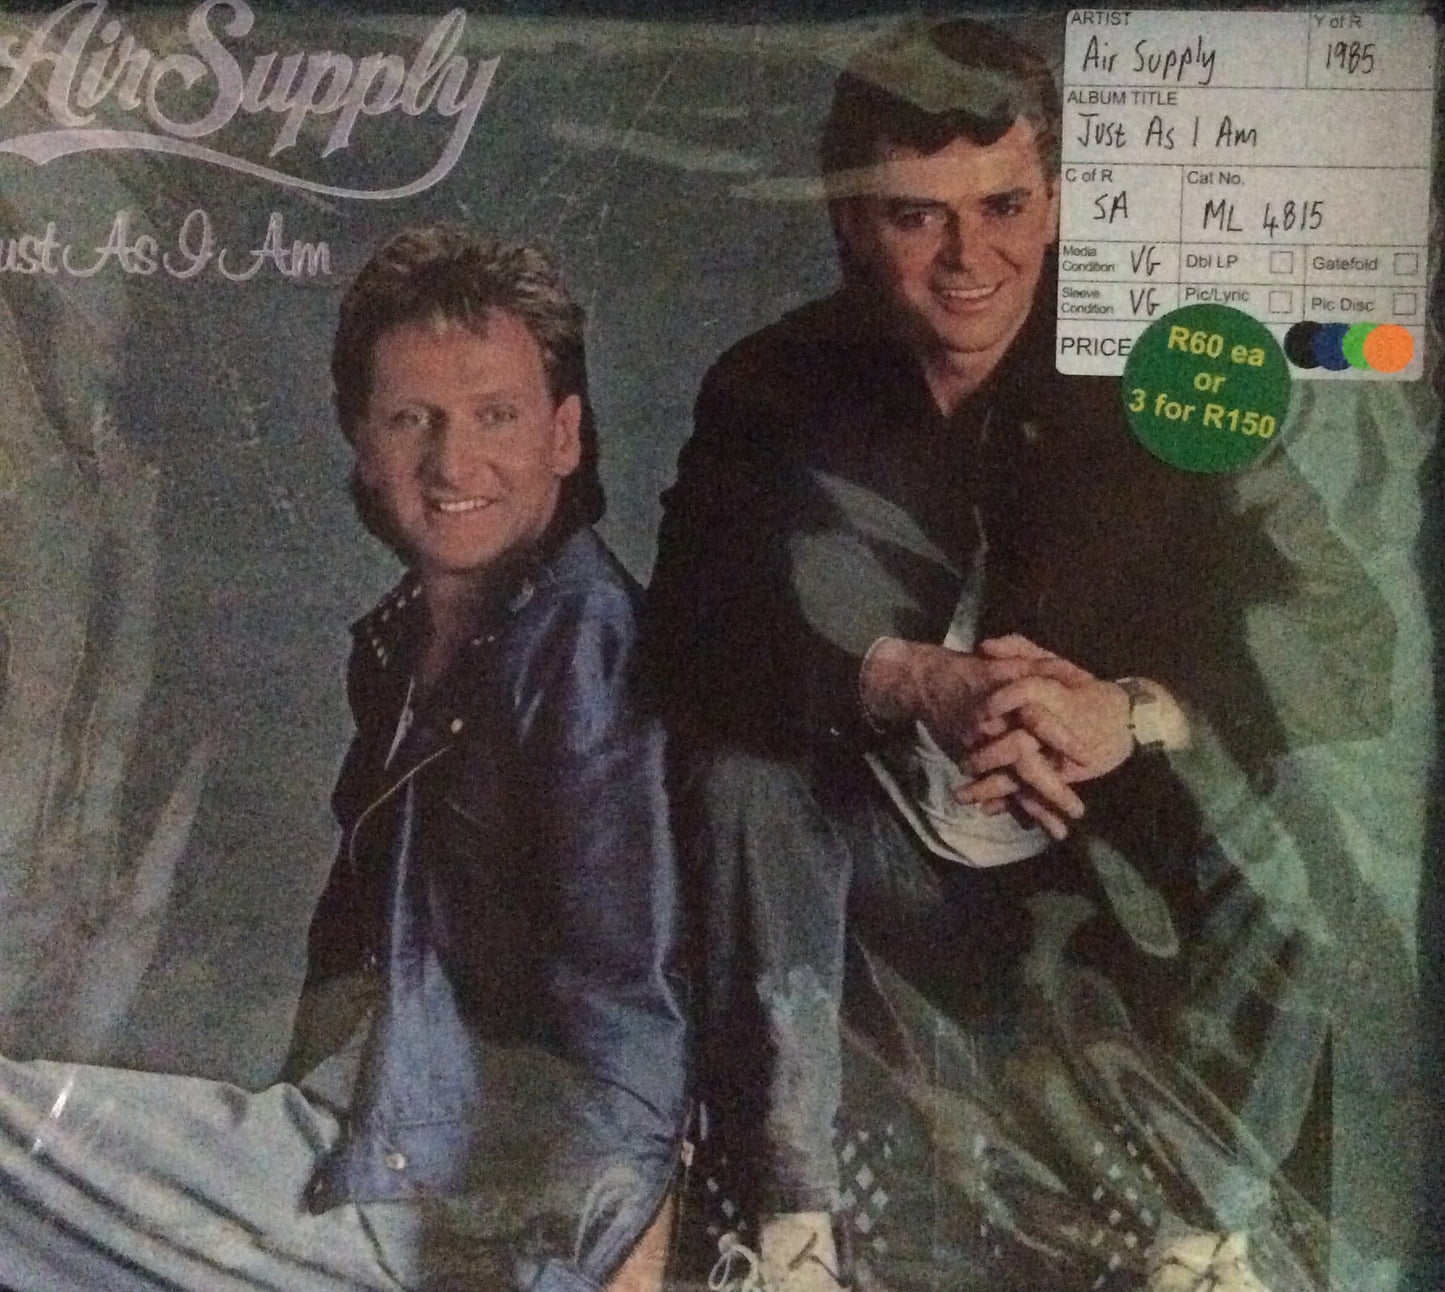 Air Supply
Just As I Am
ARTIST
Air Supply
Y of R
1985
ALBUM TITLE
Just As I Am
C of R
SA
Cat No.
ML 4815
Media
Condition
VG
Dbl LP
Gatefold
Sleeve
Condition
VG
Pic/Lyric
Pic Disc
PRICE
R60 ea
or
3 for R150